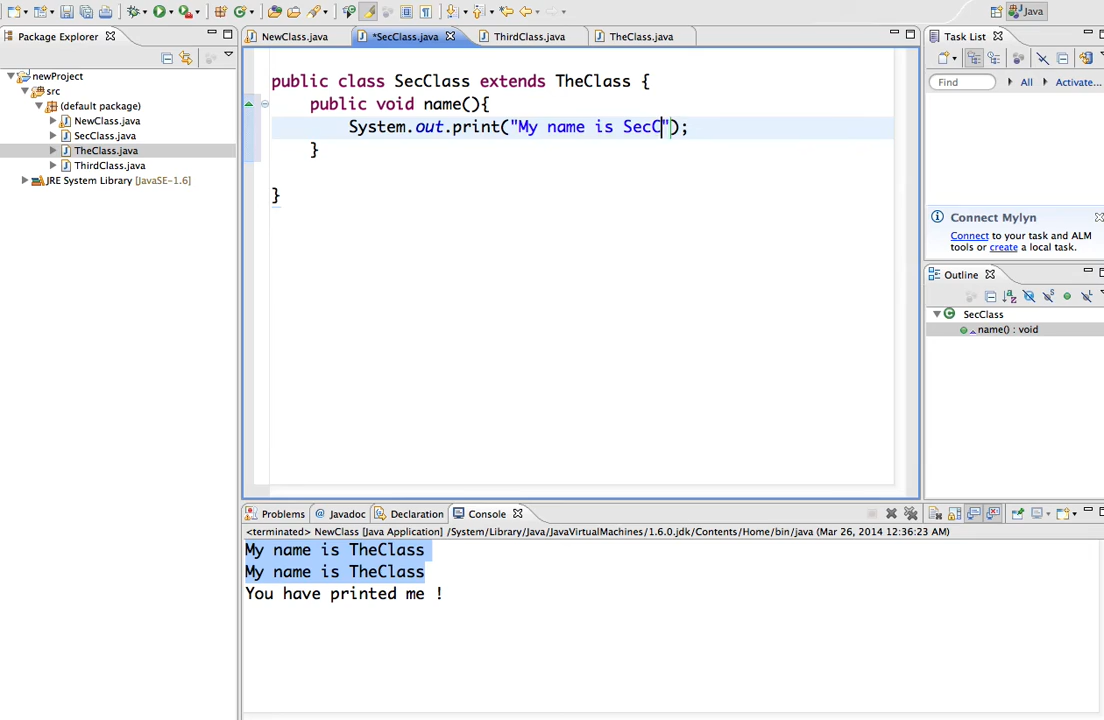 Java
Package Explorer
NewClass.java
*SecClass.java
ThirdClass.java
TheClass.java
Task List
newProject
src
(default package)
NewClass.java
SecClass.java
TheClass.java
ThirdClass.java
JRE System Library [JavaSE-1.6]
public class SecClass extends TheClass {
public void name(){
System.out.print("My name is SecC");
}
}
Find
All
Activate...
Connect Mylyn
Connect to your task and ALM
tools or create a local task.
Outline
SecClass
name() : void
Problems
Javadoc
Declaration
Console
<terminated> NewClass [Java Application] /System/Library/Java/JavaVirtualMachines/1.6.0.jdk/Contents/Home/bin/java (Mar 26, 2014 12:36:23 AM)
My name is TheClass
My name is TheClass
You have printed me !